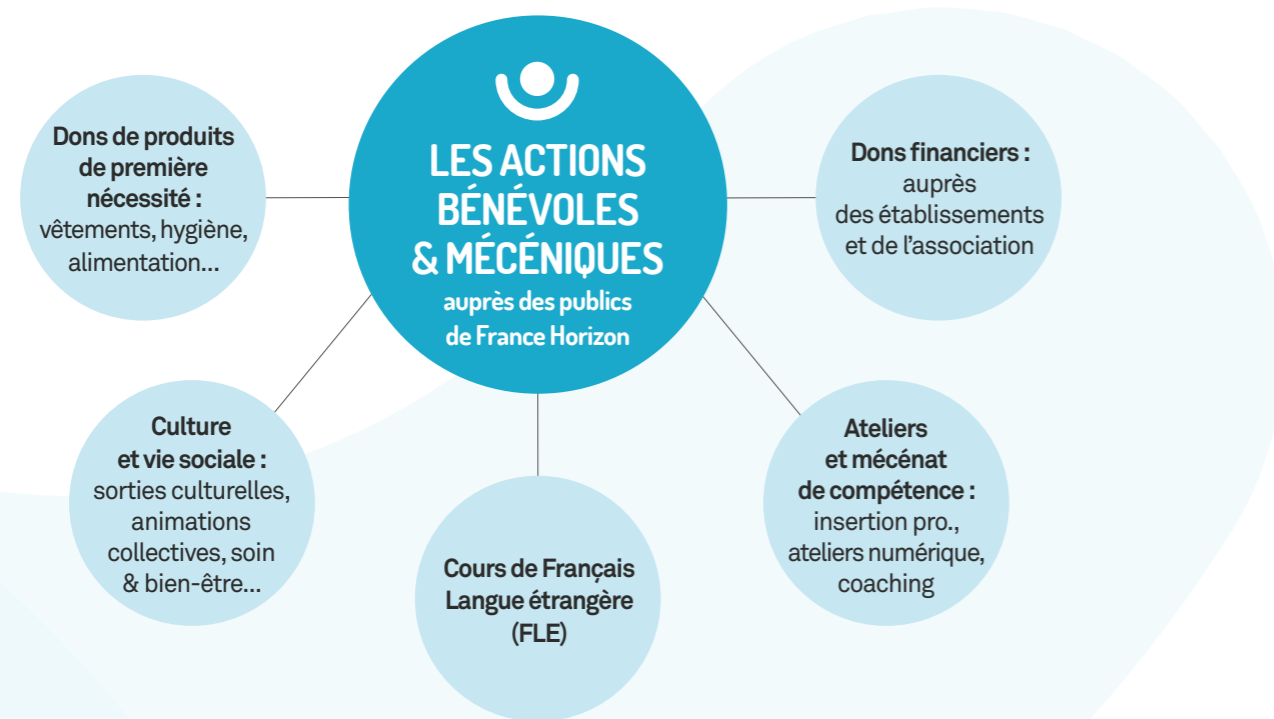 LES ACTIONS
BÉNÉVOLES
& MÉCÉNIQUES
auprès des publics
de France Horizon
Dons de produits
de première
nécessité :
vêtements, hygiène,
alimentation...
Dons financiers :
auprès
des établissements
et de l'association
Culture
et vie sociale :
sorties culturelles,
animations
collectives, soin
& bien-être...
Cours de Français
Langue étrangère
(FLE)
Ateliers
et mécénat
de compétence :
insertion pro.,
ateliers numérique,
coaching